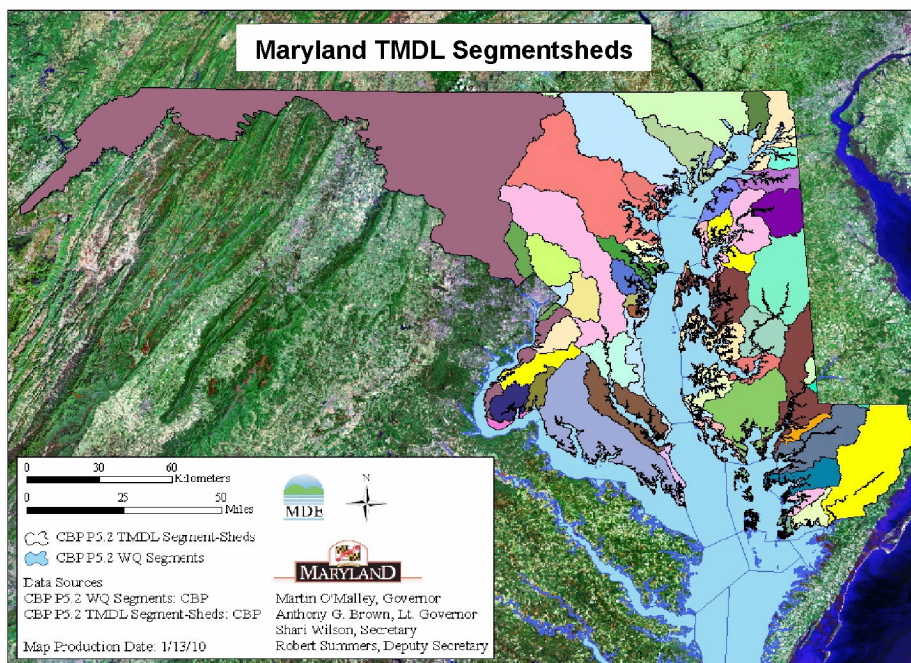 Maryland TMDL Segmentsheds
0 30 60
Kilometers
0 25 50
Miles
MDE
N
CBP P5.2 TMDL Segment-Sheds
CBP P5.2 WQ Segments
MARYLAND
Data Sources
CBP P5.2 WQ Segments: CBP
CBP P5.2 TMDL Segment-Sheds: CBP
Map Production Date: 1/13/10
Martin O'Malley, Governor
Anthony G. Brown, Lt. Governor
Shari Wilson, Secretary
Robert Summers, Deputy Secretary